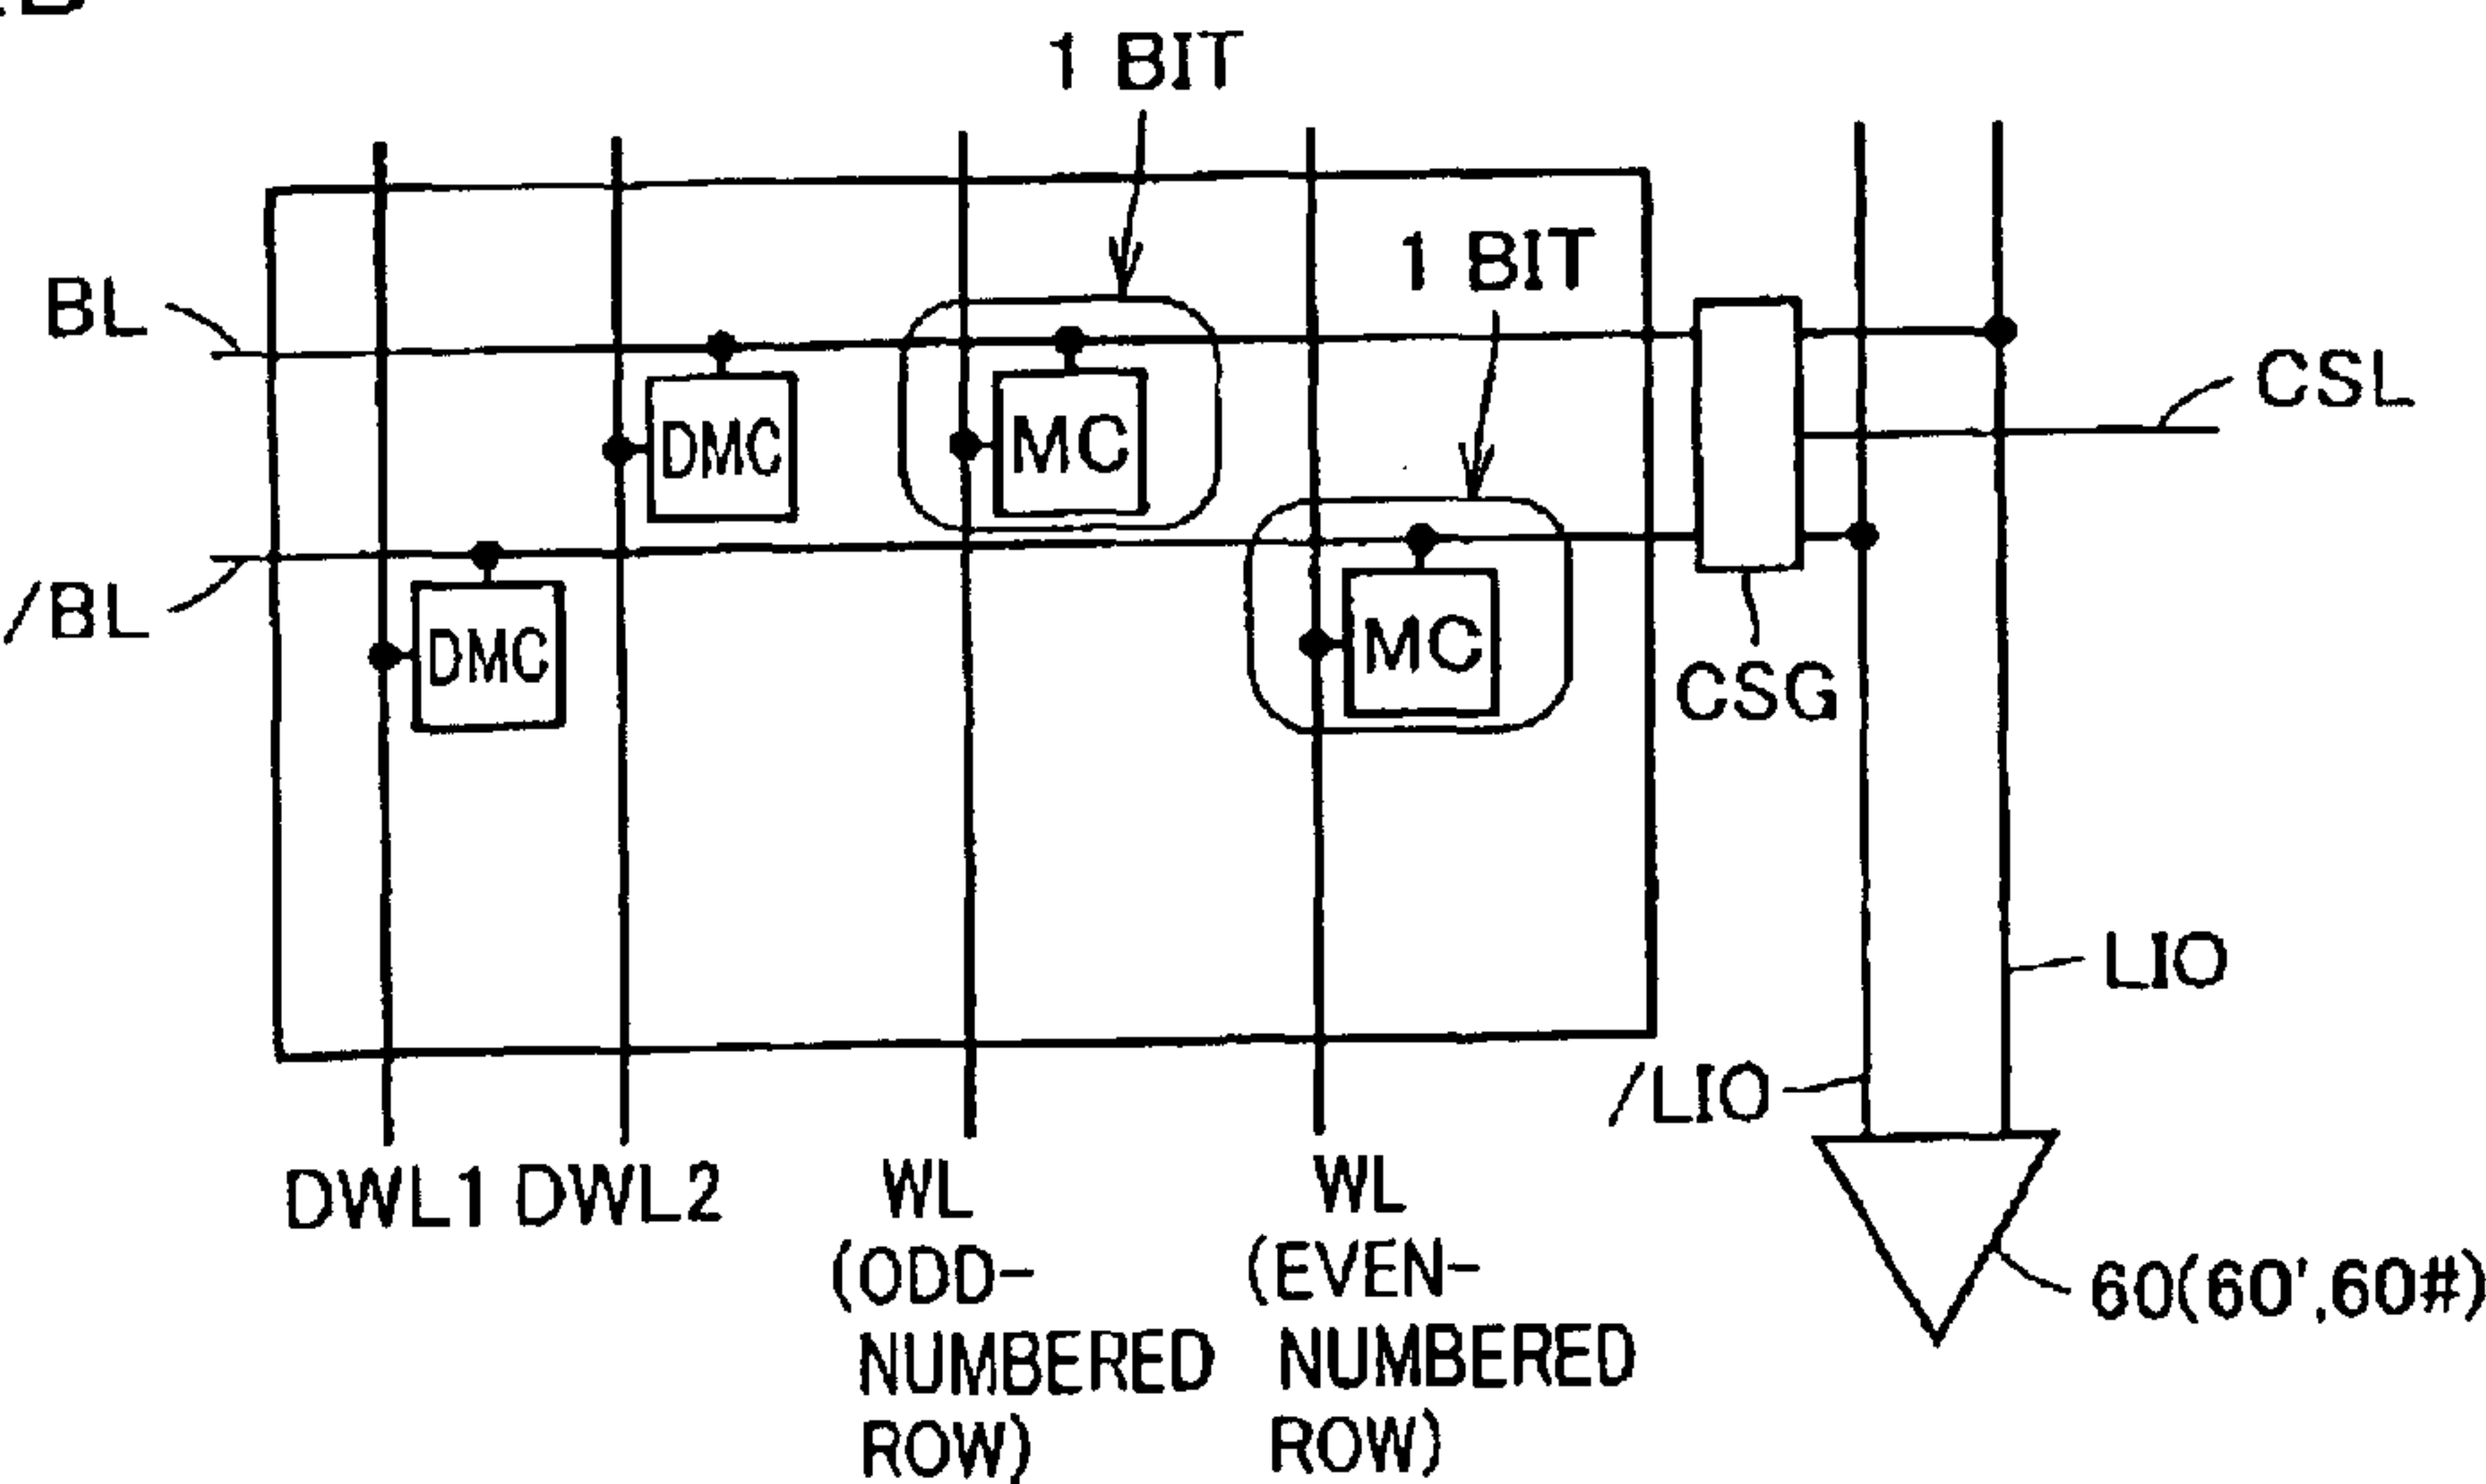 1 BIT
1 BIT
BL
CSL
DMC
MC
/BL
DMC
MC
CSG
LIO
/LIO
DWL1 DWL2
WL
(ODD-
NUMBERED
ROW)
WL
(EVEN-
NUMBERED
ROW)
60(60',60#)